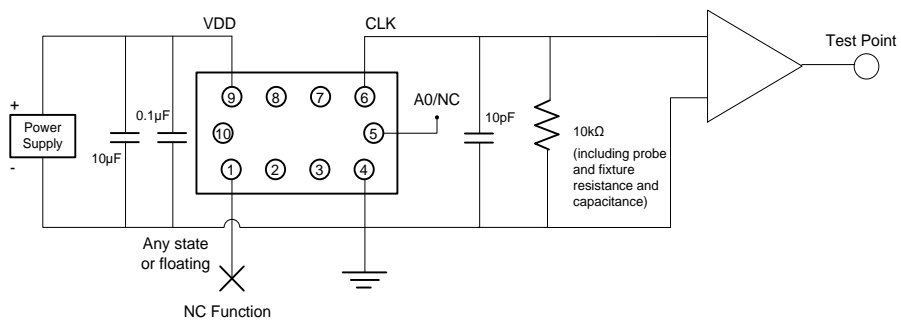 VDD
CLK
Test Point
+
Power
Supply
-
10µF
0.1µF
9
8
7
6
A0/NC
10
5
10pF
10kΩ
(including probe
and fixture
resistance and
capacitance)
1
2
3
4
Any state
or floating
NC Function